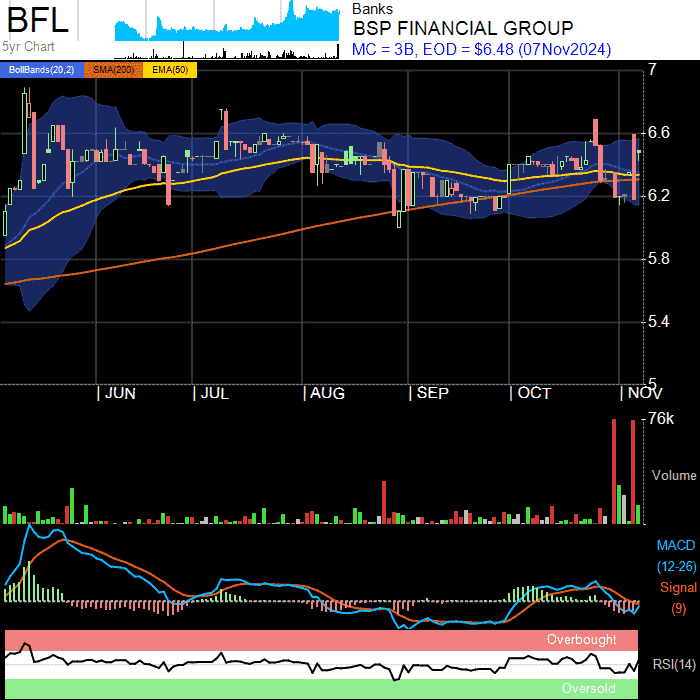 BFL
5yr Chart
Banks
BSP FINANCIAL GROUP
MC = 3B, EOD = $6.48 (07Nov2024)
BollBands(20,2) SMA(200) EMA(50)
7
6.6
6.2
5.8
5.4
5
JUN JUL AUG SEP OCT NOV
76k
Volume
MACD
(12-26)
Signal
(9)
Overbought
RSI(14)
Oversold